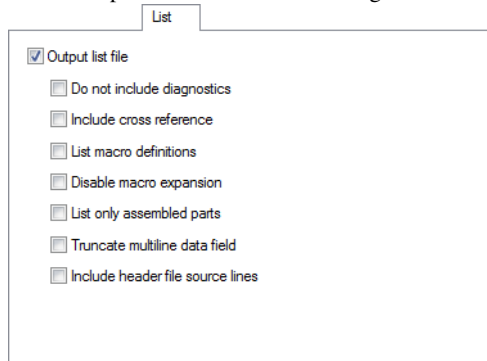 List
Output list file
Do not include diagnostics
Include cross reference
List macro definitions
Disable macro expansion
List only assembled parts
Truncate multiline data field
Include header file source lines